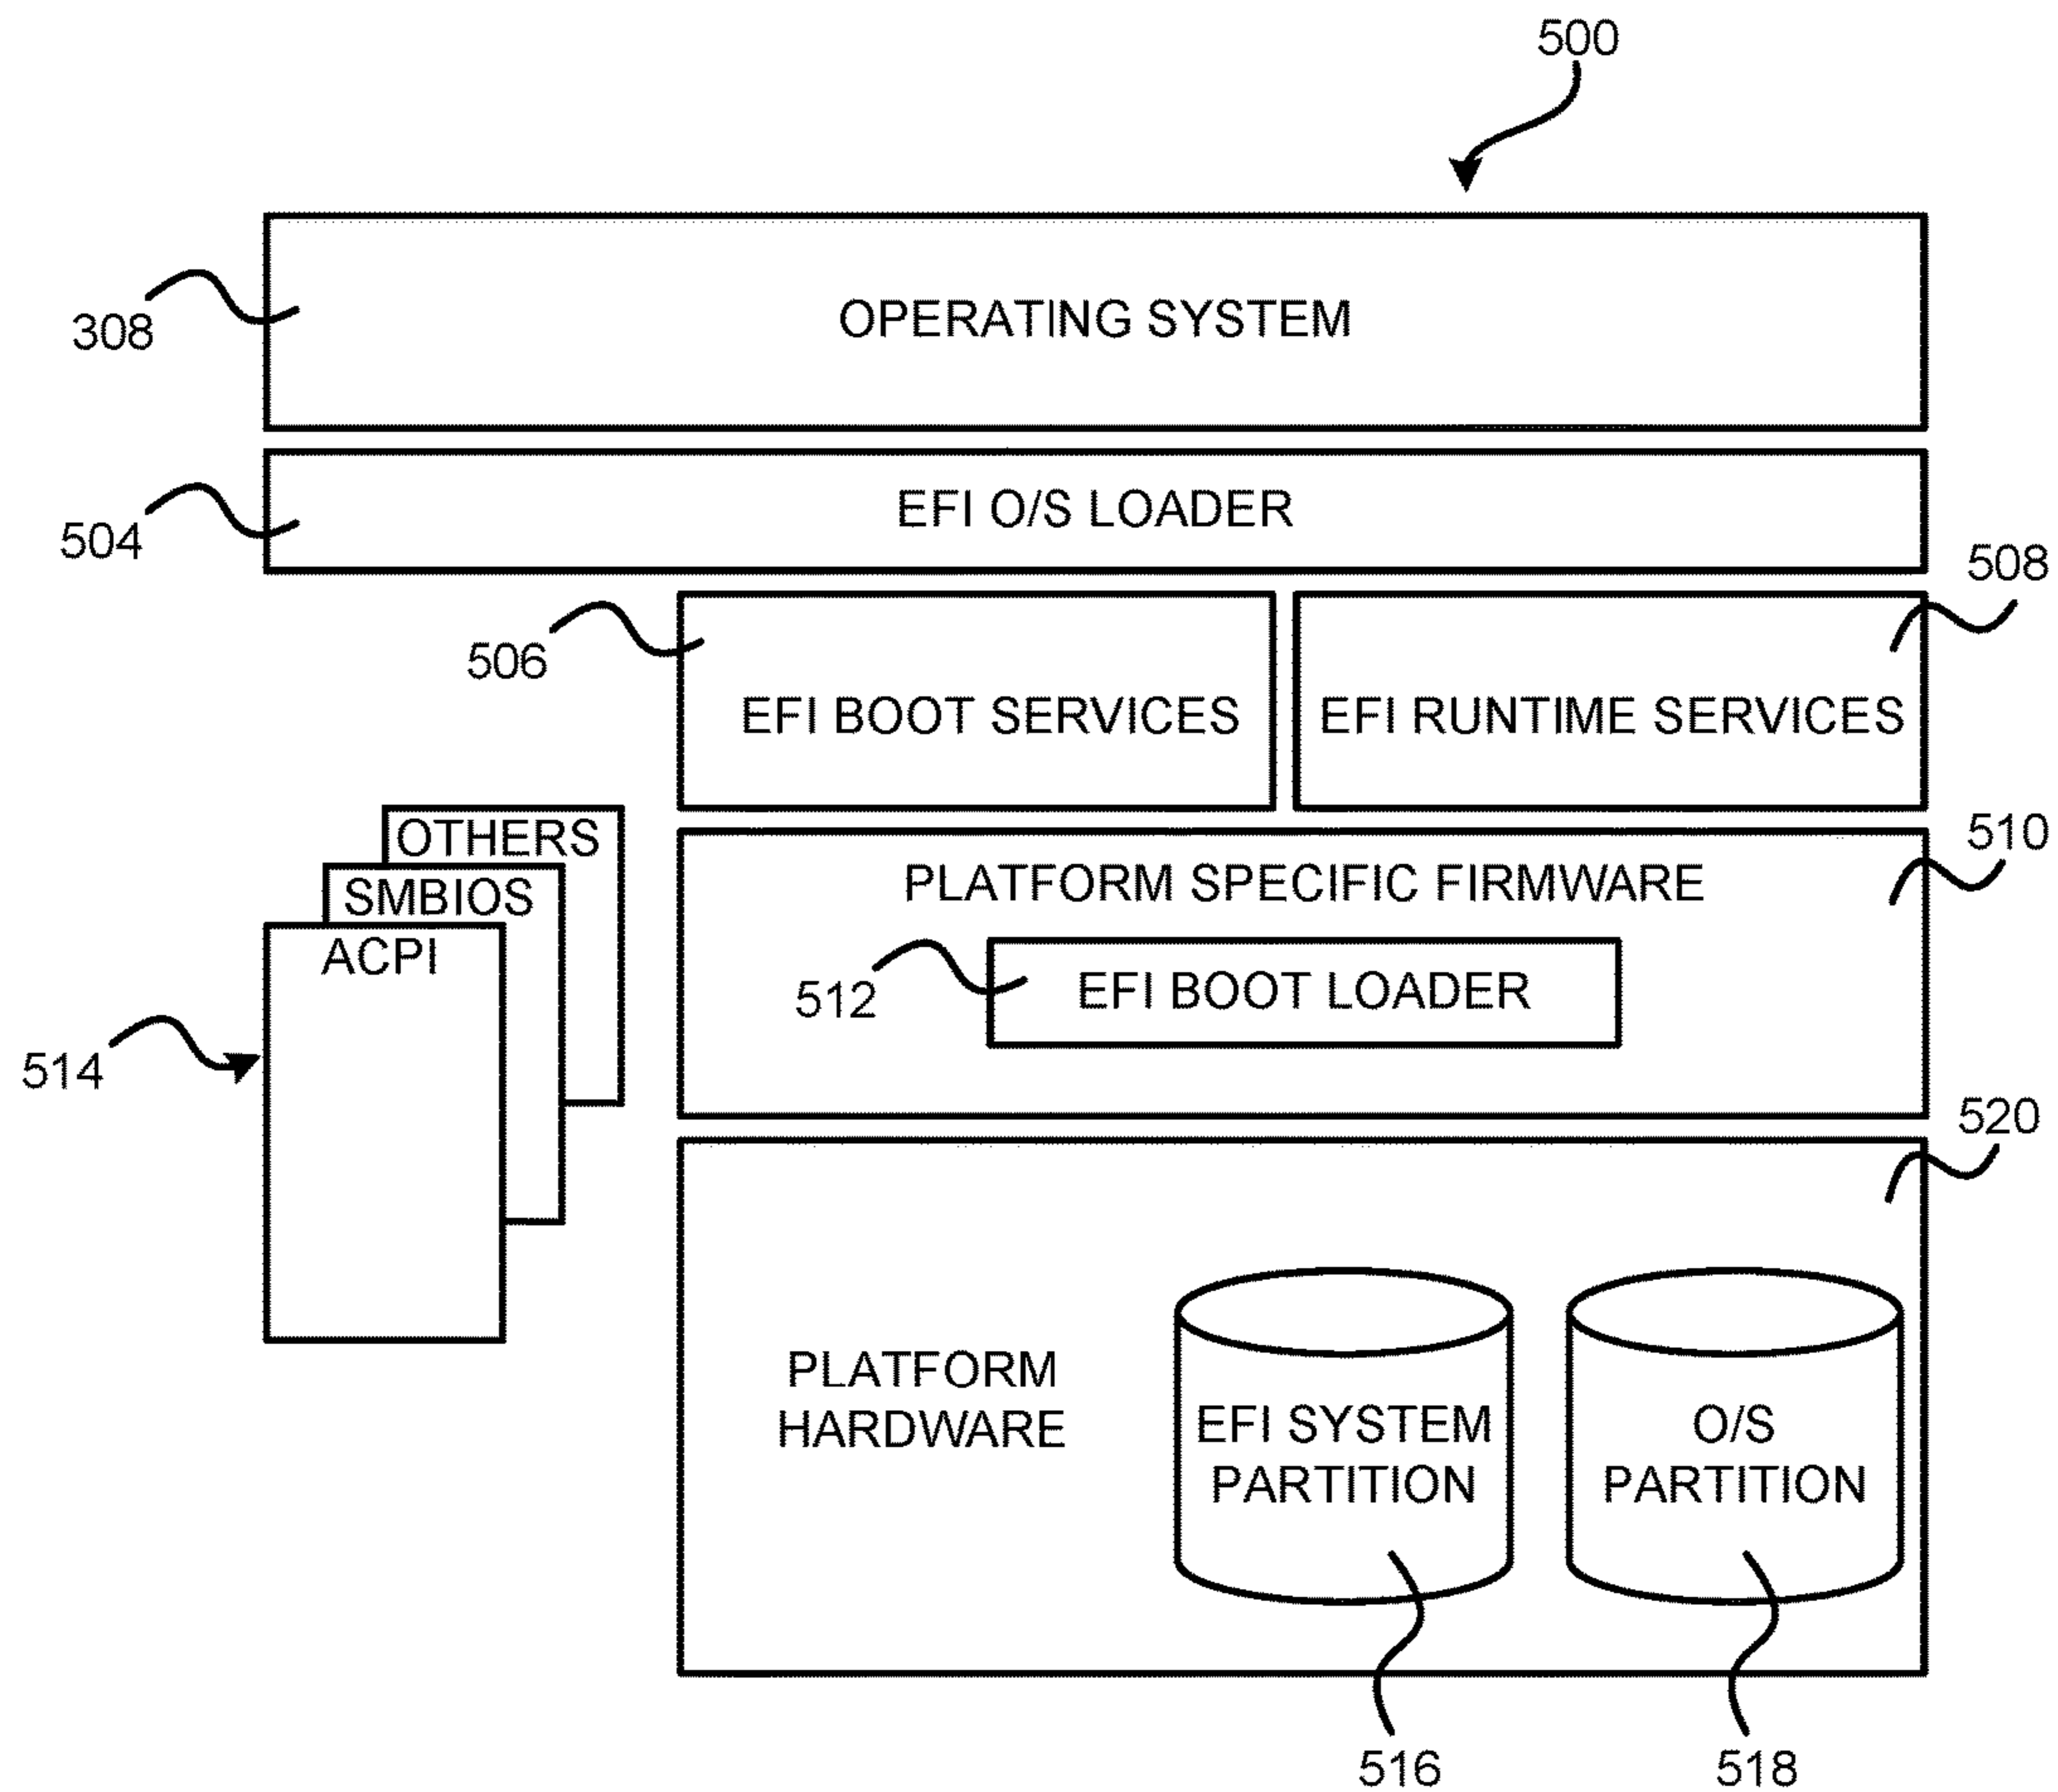 500
OPERATING SYSTEM
308
EFI O/S LOADER
504
508
506
EFI BOOT SERVICES
EFI RUNTIME SERVICES
OTHERS
SMBIOS
ACPI
510
PLATFORM SPECIFIC FIRMWARE
512
EFI BOOT LOADER
514
520
PLATFORM
HARDWARE
EFI SYSTEM
PARTITION
O/S
PARTITION
516
518